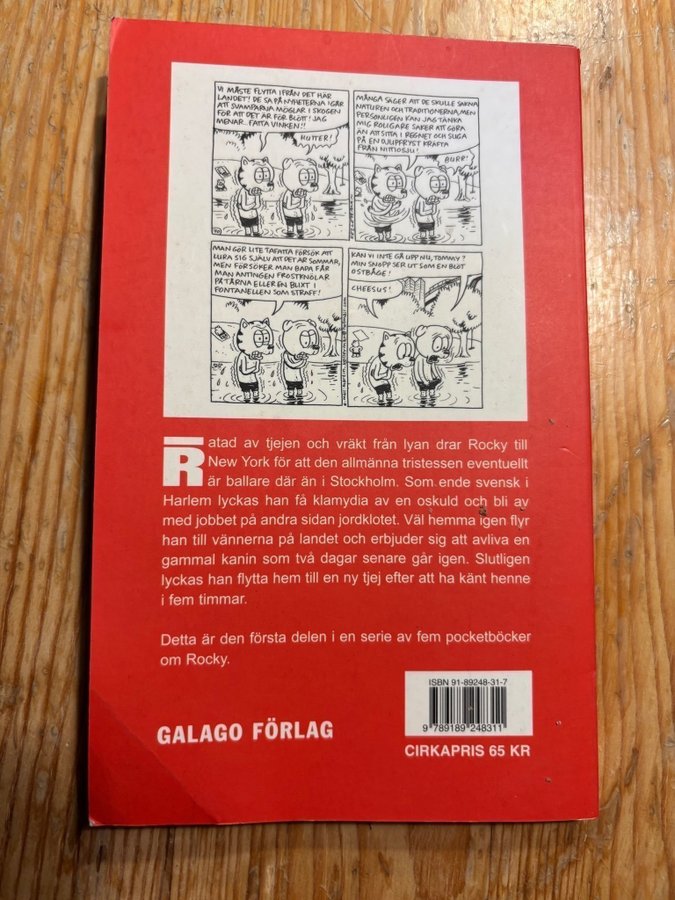 VI MÅSTE FLYTTA IFRÅN DET HÄR
LANDET! DE SA PÅ NYHETERNA IGÅR
ATT SVAMPARNA MÖGLAR I SKOGEN
FÖR ATT DET ÄR FÖR BLÖTT! JAG
MENAR.. FATTA VINKEN!!
HUTTER!
MÅNGA SÄGER ATT DE SKULLE SAKNA
NATUREN OCH TRADITIONERNA, MEN
PERSONLIGEN KAN JAG TÄNKA
MIG ROLIGARE SAKER ATT GÖRA
ÄN ATT SITTA I REGNET OCH SUGA
PÅ EN DJUPFRYST KRÄFTA
FRÅN NITTIOSJU!
BURP!
MAN GÖR LITE TAFATTA FÖRSÖK ATT
LURA SIG SJÄLV ATT DET ÄR SOMMAR,
MEN FÖRSÖKER MAN BADA FÅR
MAN ANTINGEN FROSTKNÖLAR
PÅ TÅRNA ELLER EN BLIXT I
FONTANELLEN SOM STRAFF!
KAN VI INTE GÅ UPP NU, TOMMY?
MIN SNOPP SER UT SOM EN BLÖT
OSTBÅGE!
CHEESUS!
Ratad av tjejen och vräkt från lyan drar Rocky till
New York för att den allmänna tristessen eventuellt
är ballare där än i Stockholm. Som ende svensk i
Harlem lyckas han få klamydia av en oskuld och bli av
med jobbet på andra sidan jordklotet. Väl hemma igen flyr
han till vännerna på landet och erbjuder sig att avliva en
gammal kanin som två dagar senare går igen. Slutligen
lyckas han flytta hem till en ny tjej efter att ha känt henne
i fem timmar.
Detta är den första delen i en serie av fem pocketböcker
om Rocky.
ISBN 91-89248-31-7
9 789189 248311
GALAGO FÖRLAG
CIRKAPRIS 65 KR